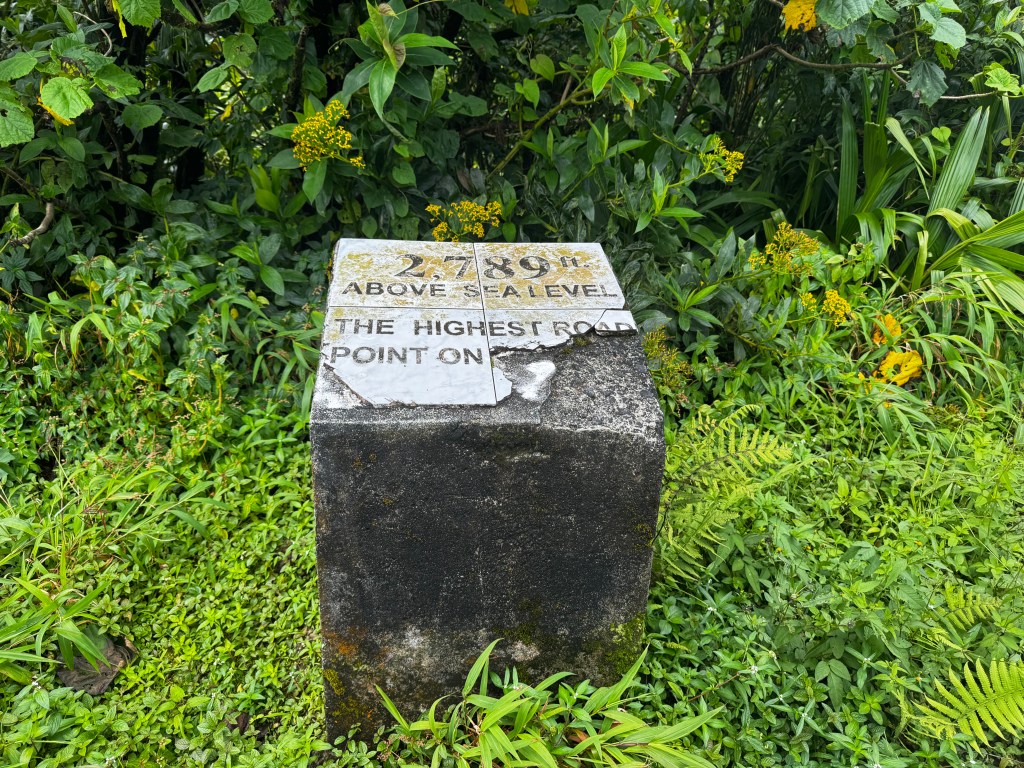 2,789 ft.
ABOVE SEA LEVEL
THE HIGHEST ROAD
POINT ON